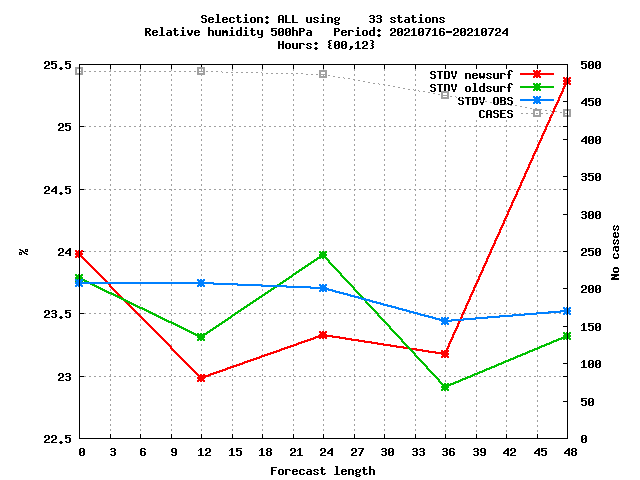 Selection: ALL using    33 stations
Relative humidity 500hPa   Period: 20210716-20210724
Hours: {00,12}
25.5
25
24.5
24
23.5
23
22.5
%
500
450
400
350
300
250
200
150
100
50
0
No cases
STDV newsurf
STDV oldsurf
STDV OBS
CASES
0 3 6 9 12 15 18 21 24 27 30 33 36 39 42 45 48
Forecast length